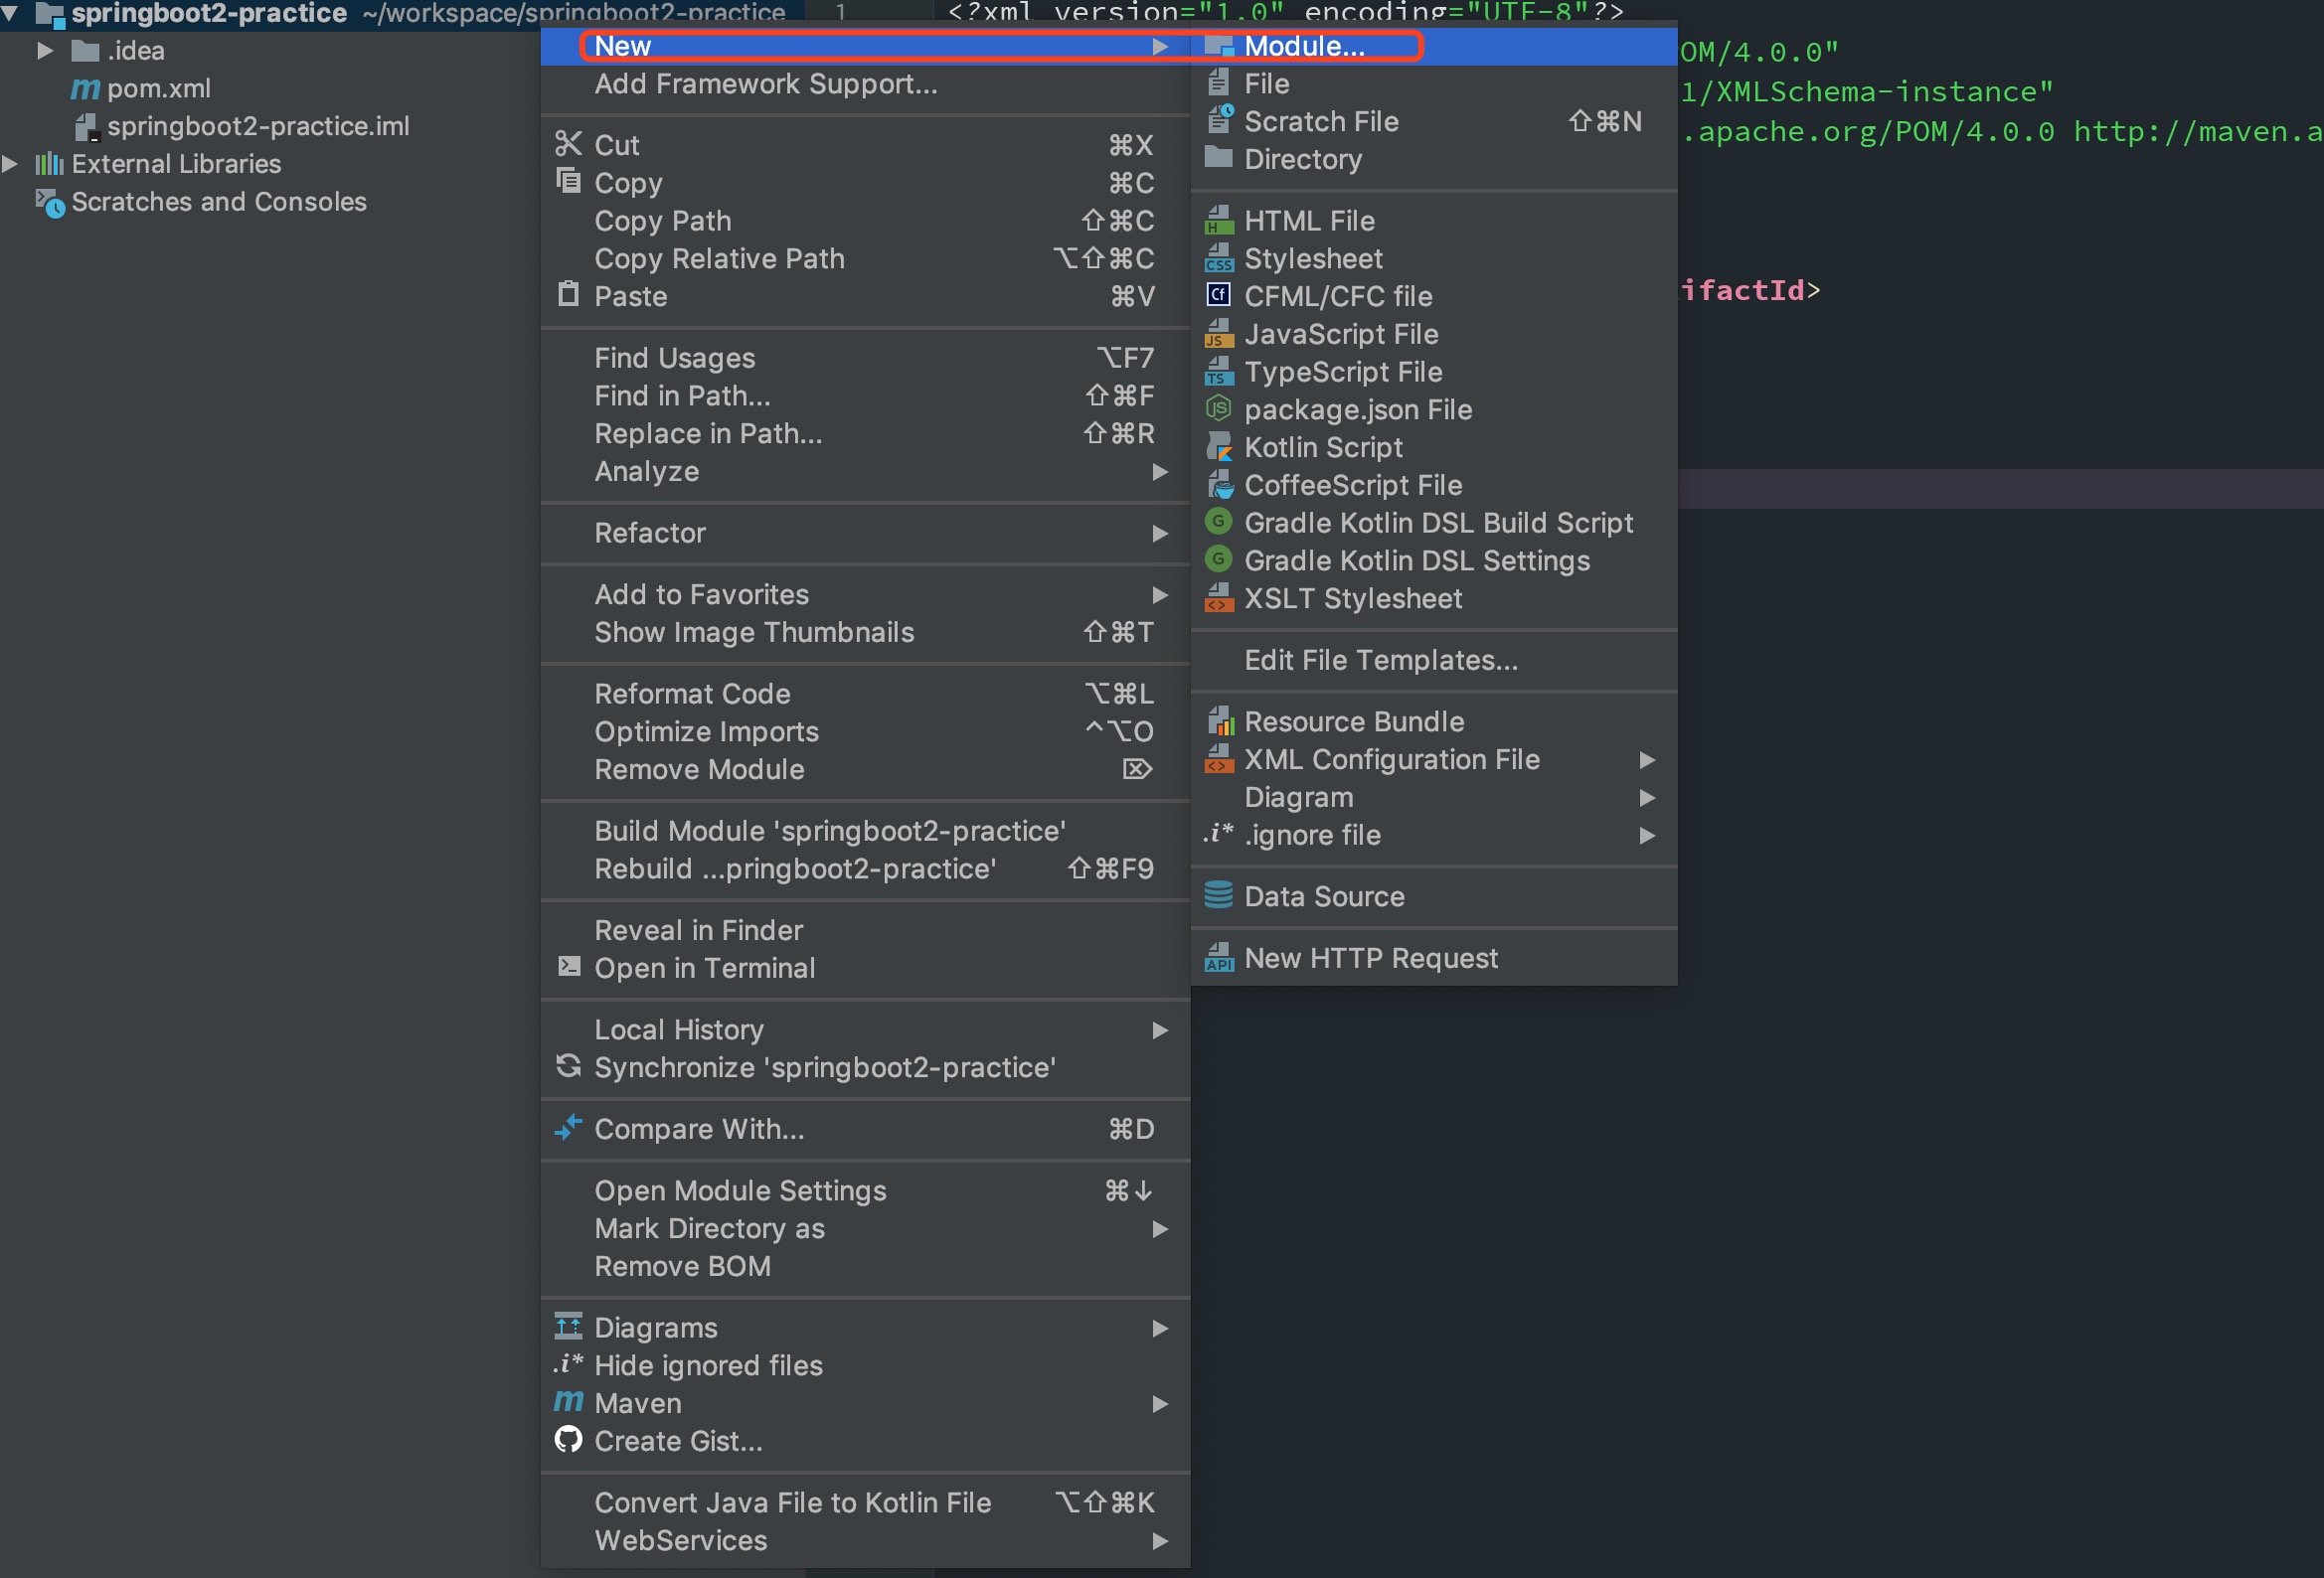 springboot2-practice ~/workspace/springboot2-practice
.idea
pom.xml
springboot2-practice.iml
External Libraries
Scratches and Consoles
New
Add Framework Support...
Cut ⌘X
Copy ⌘C
Copy Path ⇧⌘C
Copy Relative Path ⌥⇧⌘C
Paste ⌘V
Find Usages ⌥F7
Find in Path... ⇧⌘F
Replace in Path... ⇧⌘R
Analyze
Refactor
Add to Favorites
Show Image Thumbnails ⇧⌘T
Reformat Code ⌥⌘L
Optimize Imports ^⌥O
Remove Module ⌦
Build Module 'springboot2-practice'
Rebuild ...pringboot2-practice' ⇧⌘F9
Reveal in Finder
Open in Terminal
Local History
Synchronize 'springboot2-practice'
Compare With... ⌘D
Open Module Settings ⌘↓
Mark Directory as
Remove BOM
Diagrams
.i* Hide ignored files
m Maven
Create Gist...
Convert Java File to Kotlin File ⌥⇧⌘K
WebServices
Module...
File
Scratch File ⇧⌘N
Directory
HTML File
Stylesheet
CFML/CFC file
JavaScript File
TypeScript File
package.json File
Kotlin Script
CoffeeScript File
Gradle Kotlin DSL Build Script
Gradle Kotlin DSL Settings
XSLT Stylesheet
Edit File Templates...
Resource Bundle
XML Configuration File
Diagram
.i* .ignore file
Data Source
New HTTP Request
1 <?xml version="1.0" encoding="UTF-8"?>
OM/4.0.0"
1/XMLSchema-instance"
.apache.org/POM/4.0.0 http://maven.a
ifactId>